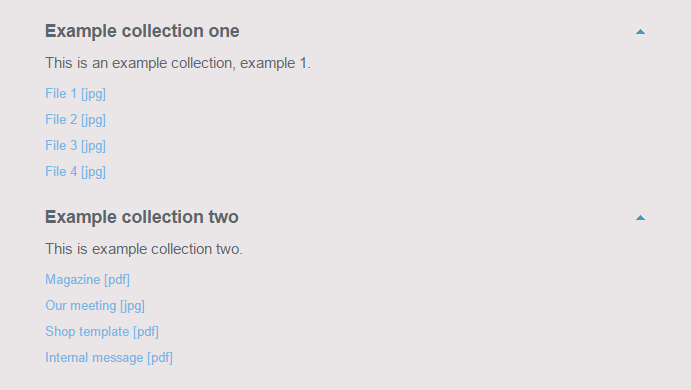 Example collection one
This is an example collection, example 1.
File 1 [jpg]
File 2 [jpg]
File 3 [jpg]
File 4 [jpg]
Example collection two
This is example collection two.
Magazine [pdf]
Our meeting [jpg]
Shop template [pdf]
Internal message [pdf]